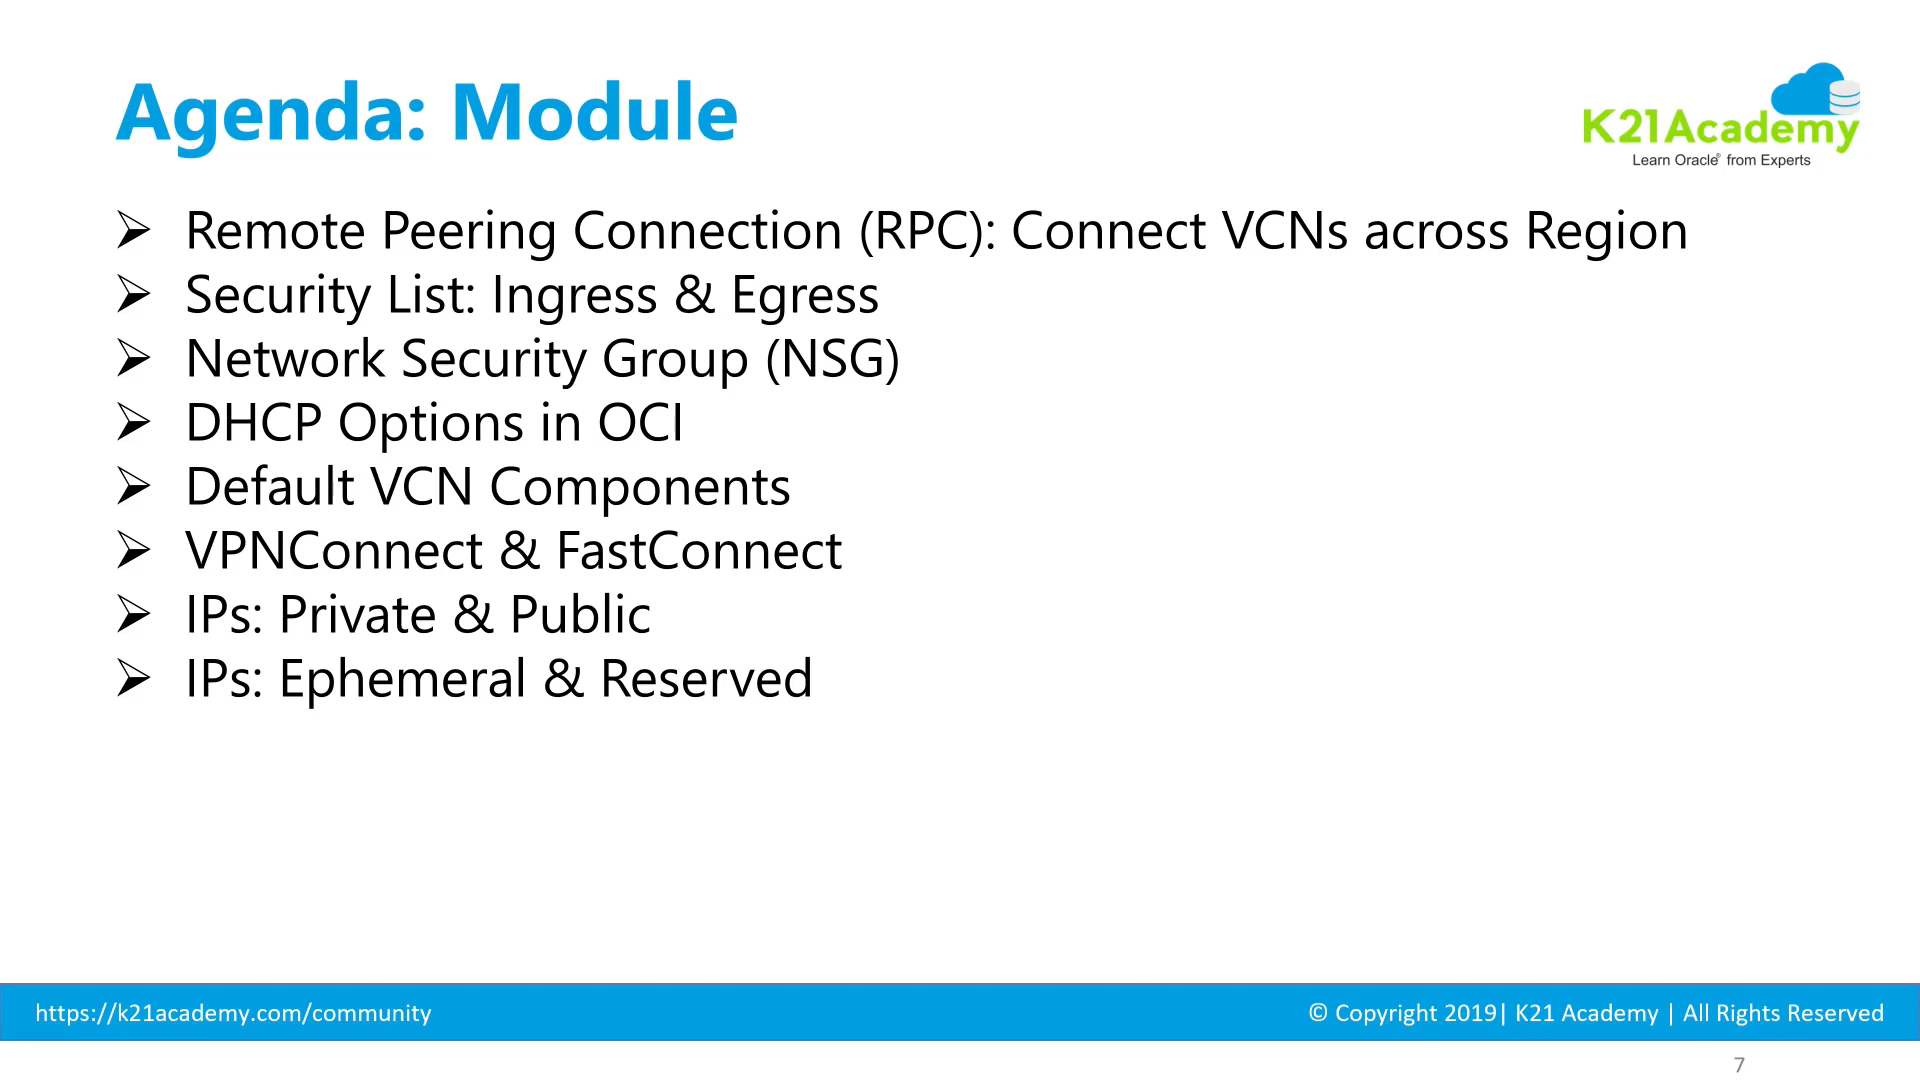 Agenda: Module
K21Academy
Learn Oracle® from Experts
➢ Remote Peering Connection (RPC): Connect VCNs across Region
➢ Security List: Ingress & Egress
➢ Network Security Group (NSG)
➢ DHCP Options in OCI
➢ Default VCN Components
➢ VPNConnect & FastConnect
➢ IPs: Private & Public
➢ IPs: Ephemeral & Reserved
https://k21academy.com/community
© Copyright 2019| K21 Academy | All Rights Reserved
7